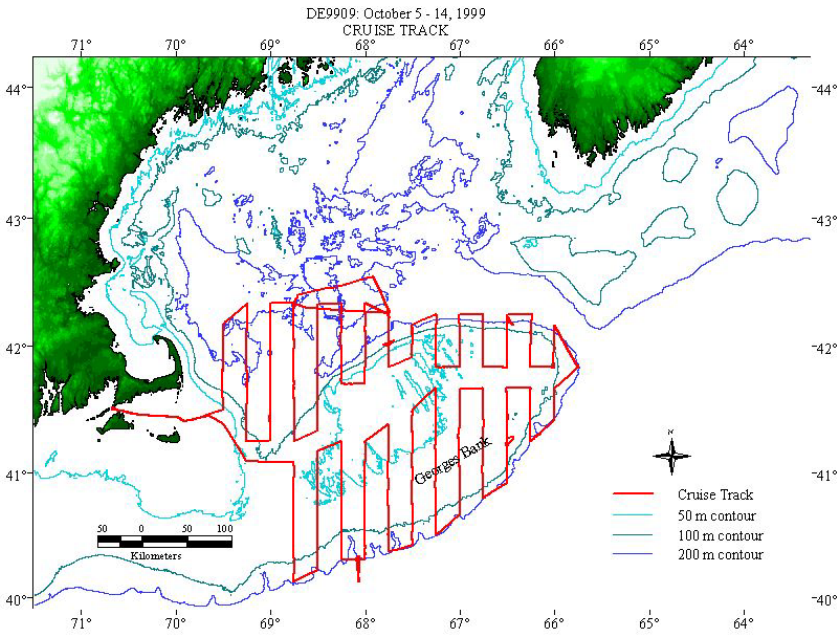 DE9909: October 5 - 14, 1999
CRUISE TRACK
71° 70° 69° 68° 67° 66° 65° 64°
44° 44°
43° 43°
42° 42°
41° 41°
Georges Bank
N
Cruise Track
50 m contour
100 m contour
200 m contour
50 0 50 100
Kilometers
40° 40°
71° 70° 69° 68° 67° 66° 65° 64°